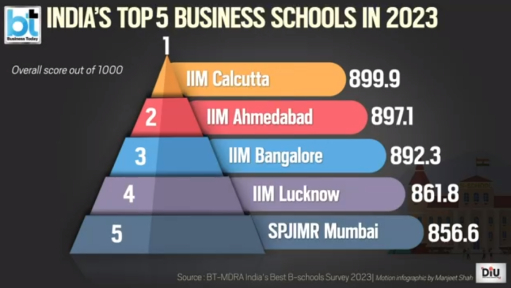 bt
Business Today
INDIA'S TOP 5 BUSINESS SCHOOLS IN 2023
Overall score out of 1000
1 IIM Calcutta 899.9
2 IIM Ahmedabad 897.1
3 IIM Bangalore 892.3
4 IIM Lucknow 861.8
5 SPJIMR Mumbai 856.6
Source : BT-MDRA India's Best B-schools Survey 2023| Motion infographic by Manjeet Shah
DIU